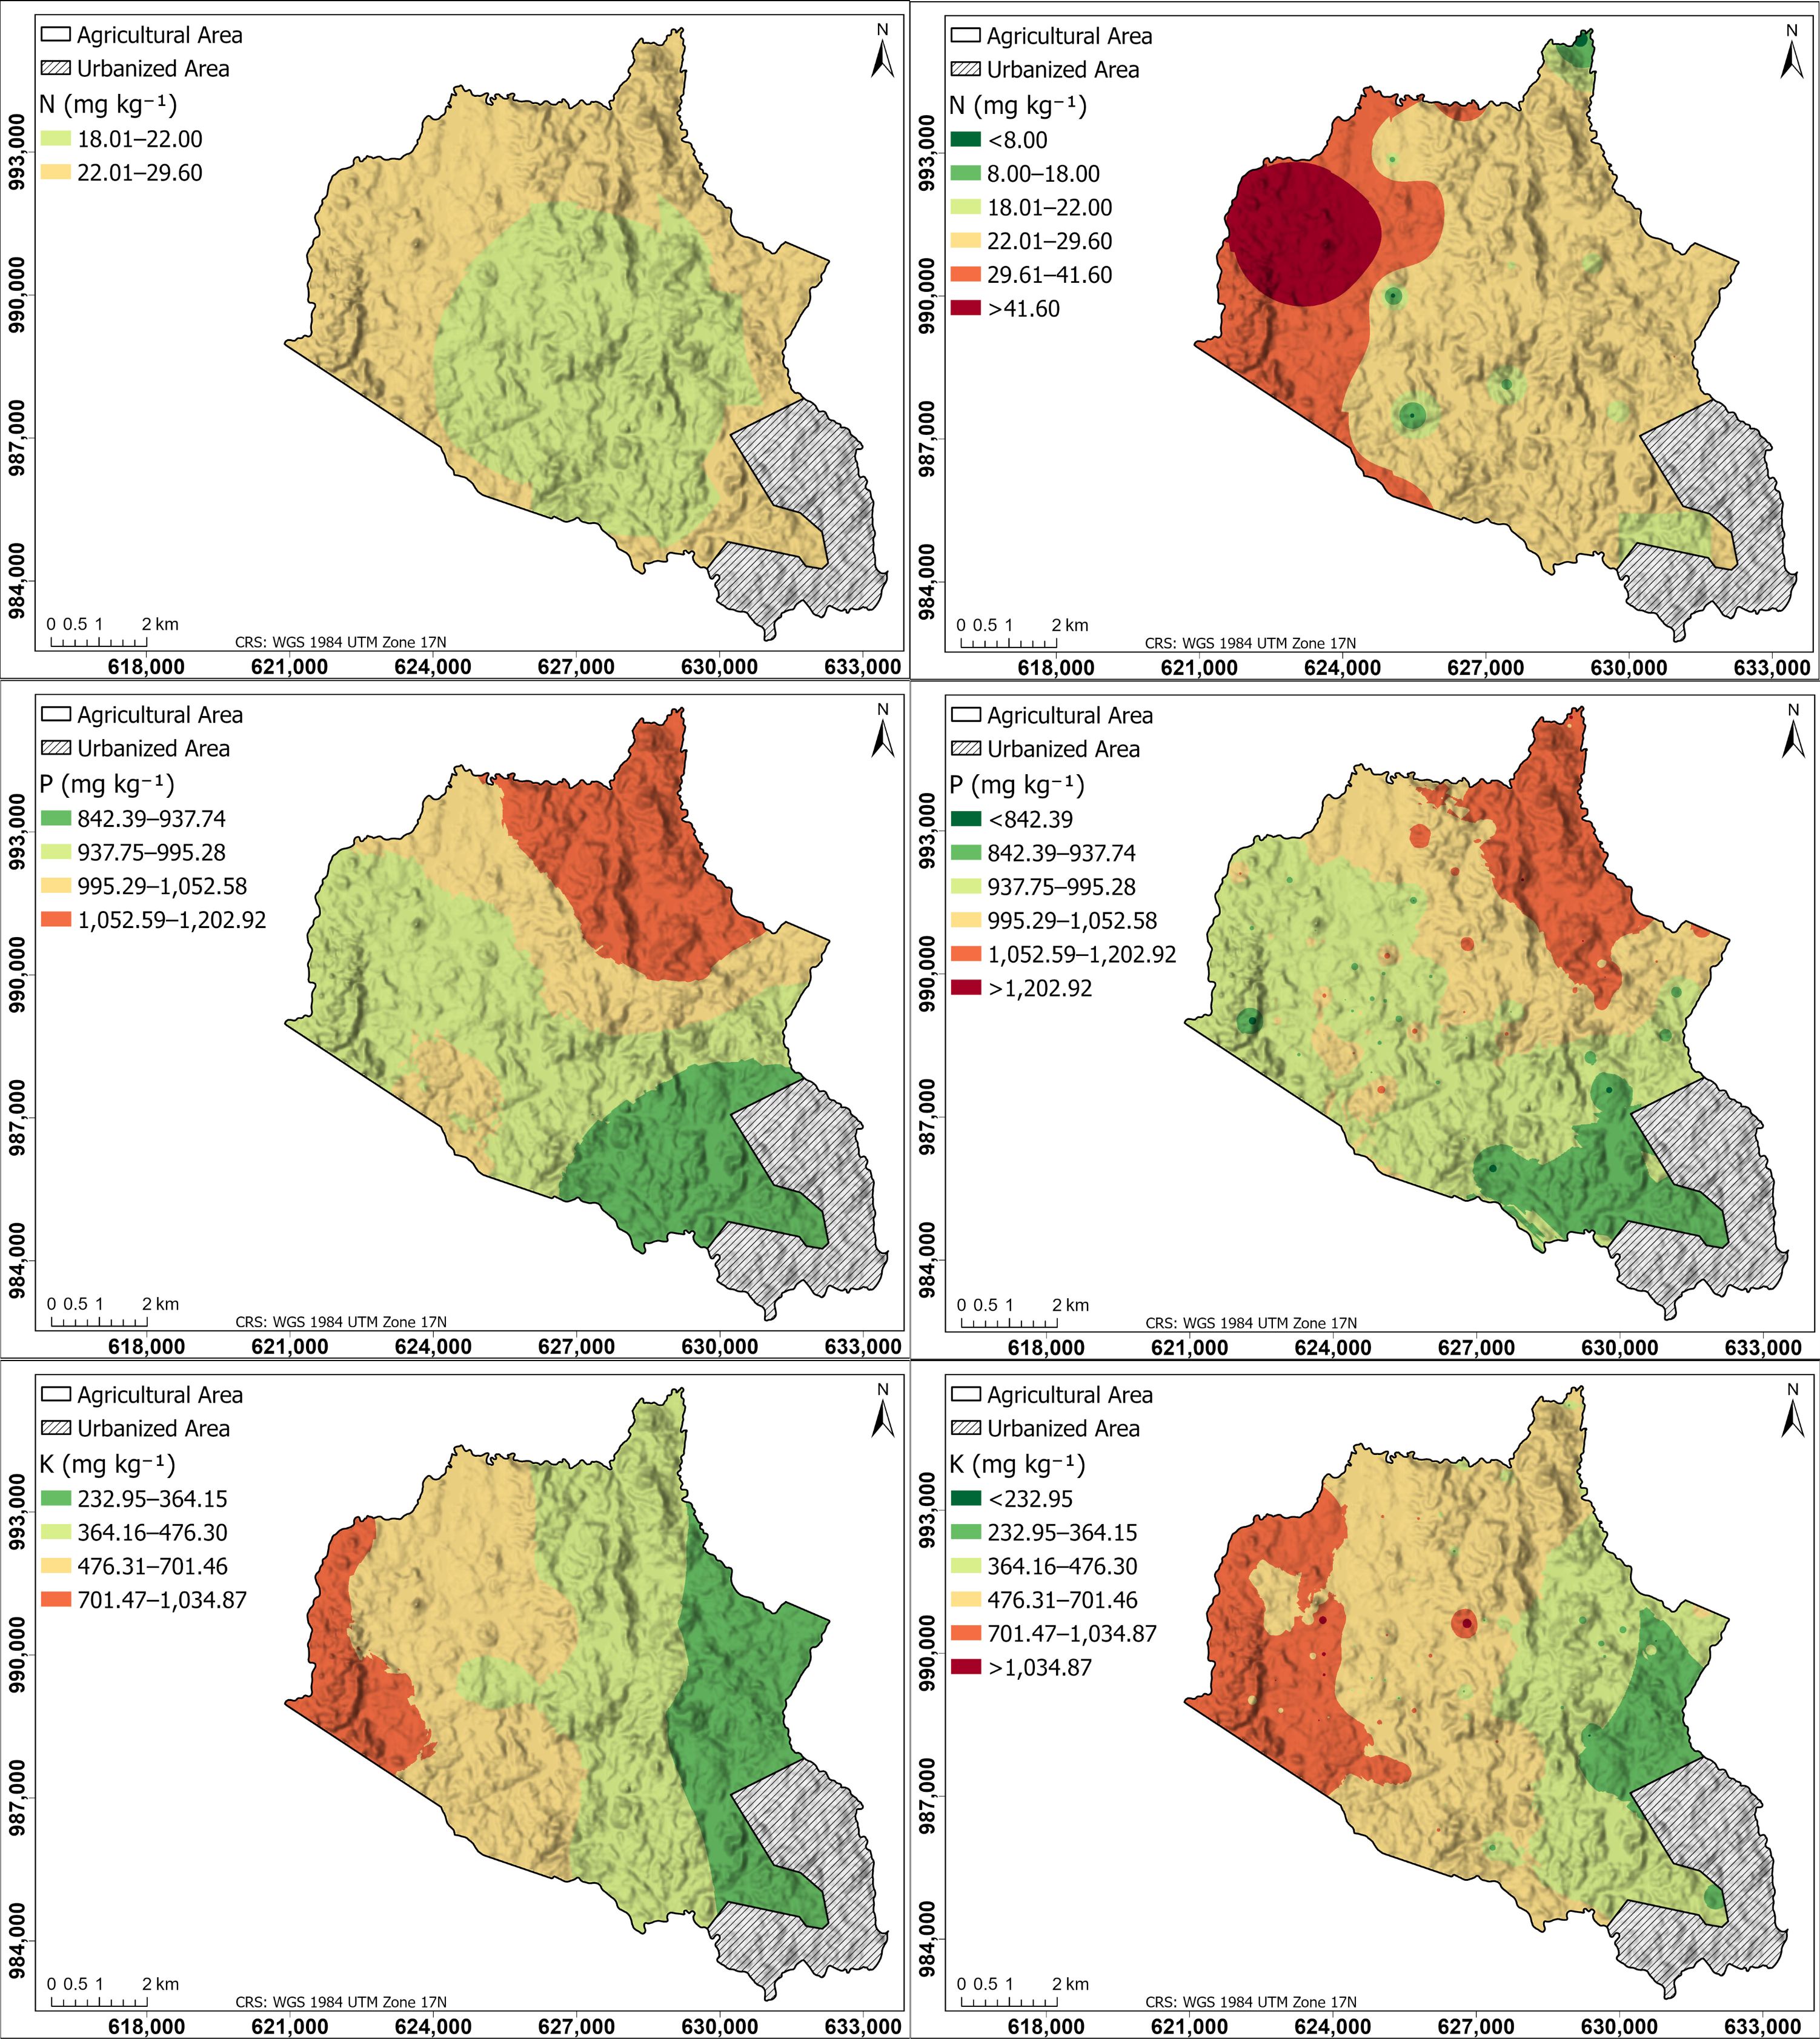 Agricultural Area
Urbanized Area
N (mg kg⁻¹)
18.01–22.00
22.01–29.60
N
993,000
990,000
987,000
984,000
0 0.5 1 2 km
CRS: WGS 1984 UTM Zone 17N
618,000 621,000 624,000 627,000 630,000 633,000
Agricultural Area
Urbanized Area
N (mg kg⁻¹)
<8.00
8.00–18.00
18.01–22.00
22.01–29.60
29.61–41.60
>41.60
N
993,000
990,000
987,000
984,000
0 0.5 1 2 km
CRS: WGS 1984 UTM Zone 17N
618,000 621,000 624,000 627,000 630,000 633,000
Agricultural Area
Urbanized Area
P (mg kg⁻¹)
842.39–937.74
937.75–995.28
995.29–1,052.58
1,052.59–1,202.92
N
993,000
990,000
987,000
984,000
0 0.5 1 2 km
CRS: WGS 1984 UTM Zone 17N
618,000 621,000 624,000 627,000 630,000 633,000
Agricultural Area
Urbanized Area
P (mg kg⁻¹)
<842.39
842.39–937.74
937.75–995.28
995.29–1,052.58
1,052.59–1,202.92
>1,202.92
N
993,000
990,000
987,000
984,000
0 0.5 1 2 km
CRS: WGS 1984 UTM Zone 17N
618,000 621,000 624,000 627,000 630,000 633,000
Agricultural Area
Urbanized Area
K (mg kg⁻¹)
232.95–364.15
364.16–476.30
476.31–701.46
701.47–1,034.87
N
993,000
990,000
987,000
984,000
0 0.5 1 2 km
CRS: WGS 1984 UTM Zone 17N
618,000 621,000 624,000 627,000 630,000 633,000
Agricultural Area
Urbanized Area
K (mg kg⁻¹)
<232.95
232.95–364.15
364.16–476.30
476.31–701.46
701.47–1,034.87
>1,034.87
N
993,000
990,000
987,000
984,000
0 0.5 1 2 km
CRS: WGS 1984 UTM Zone 17N
618,000 621,000 624,000 627,000 630,000 633,000